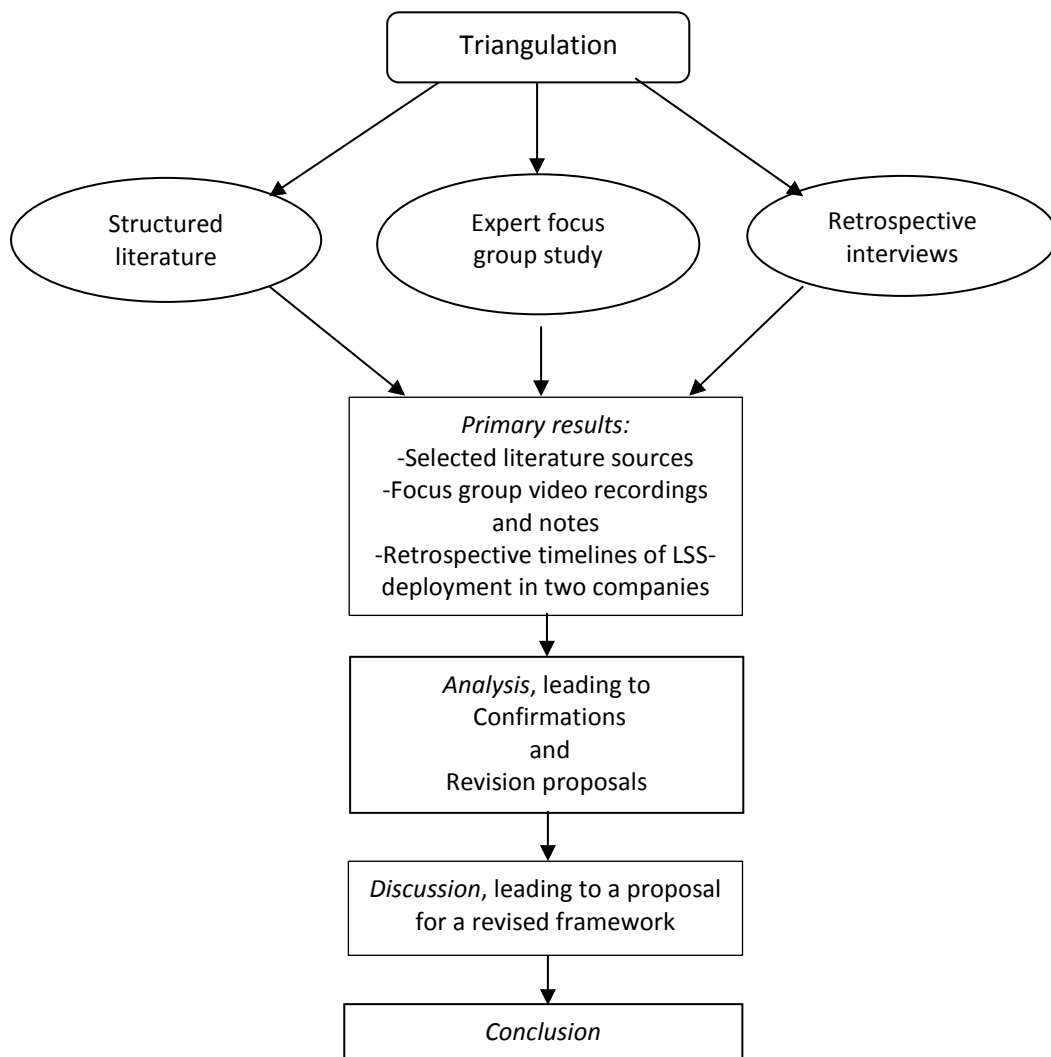 Triangulation
Structured
literature
Expert focus
group study
Retrospective
interviews
Primary results:
-Selected literature sources
-Focus group video recordings
and notes
-Retrospective timelines of LSS-
deployment in two companies
Analysis, leading to
Confirmations
and
Revision proposals
Discussion, leading to a proposal
for a revised framework
Conclusion